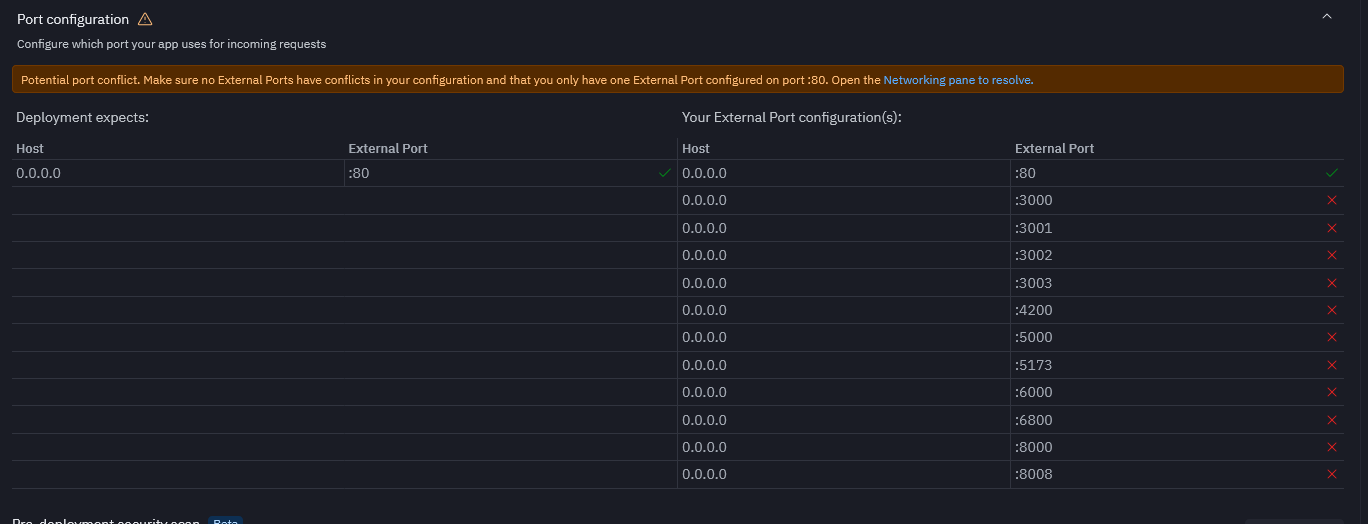 Port configuration
Configure which port your app uses for incoming requests
Potential port conflict. Make sure no External Ports have conflicts in your configuration and that you only have one External Port configured on port :80. Open the Networking pane to resolve.
Deployment expects: Your External Port configuration(s):
Host External Port Host External Port
0.0.0.0 :80 0.0.0.0 :80
0.0.0.0 :3000
0.0.0.0 :3001
0.0.0.0 :3002
0.0.0.0 :3003
0.0.0.0 :4200
0.0.0.0 :5000
0.0.0.0 :5173
0.0.0.0 :6000
0.0.0.0 :6800
0.0.0.0 :8000
0.0.0.0 :8008
Pre-deployment security scan Beta